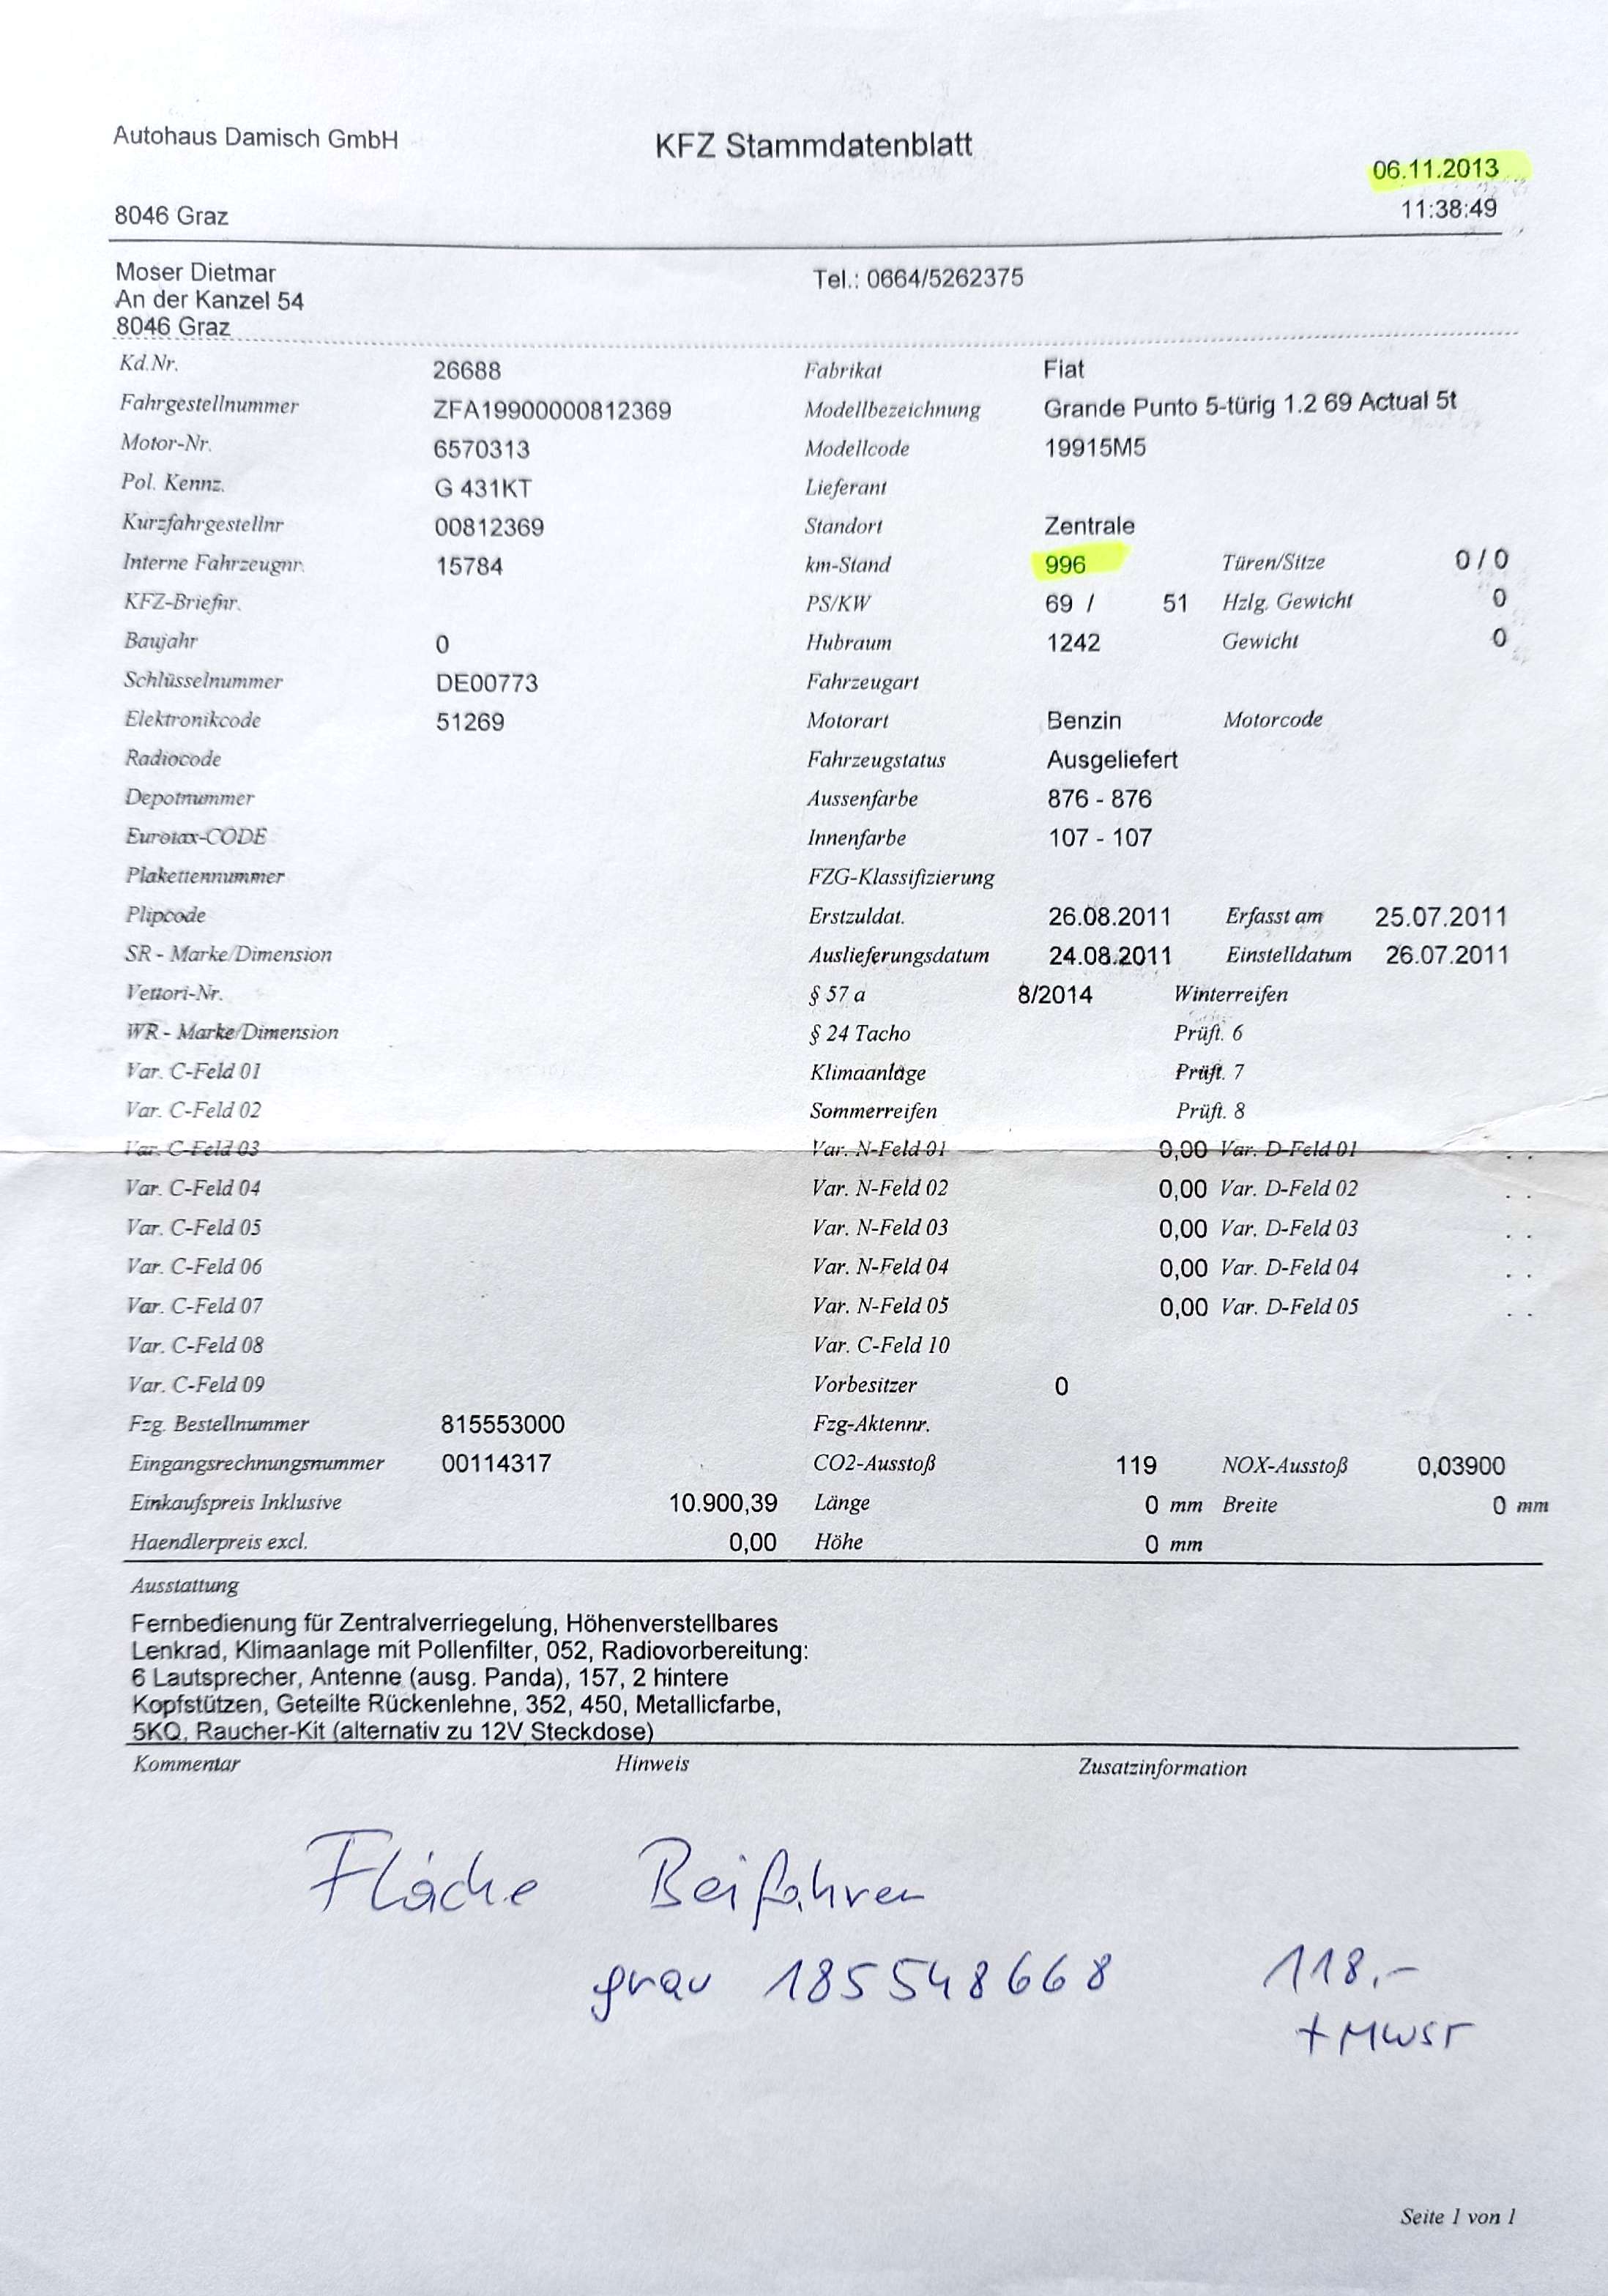 Autohaus Damisch GmbH KFZ Stammdatenblatt
06.11.2013
8046 Graz 11:38:49
Moser Dietmar Tel.: 0664/5262375
An der Kanzel 54
8046 Graz
Kd.Nr. 26688 Fabrikat Fiat
Fahrgestellnummer ZFA19900000812369 Modellbezeichnung Grande Punto 5-türig 1.2 69 Actual 5t
Motor-Nr. 6570313 Modellcode 19915M5
Pol. Kennz. G 431KT Lieferant
Kurzfahrgestellnr 00812369 Standort Zentrale
Interne Fahrzeugnr. 15784 km-Stand 996 Türen/Sitze 0 / 0
KFZ-Briefnr. PS/KW 69 / 51 Hzlg. Gewicht 0
Baujahr 0 Hubraum 1242 Gewicht 0
Schlüsselnummer DE00773 Fahrzeugart
Elektronikcode 51269 Motorart Benzin Motorcode
Radiocode Fahrzeugstatus Ausgeliefert
Depotnummer Aussenfarbe 876 - 876
Eurotax-CODE Innenfarbe 107 - 107
Plakettennummer FZG-Klassifizierung
Plipcode Erstzuldat. 26.08.2011 Erfasst am 25.07.2011
SR - Marke/Dimension Auslieferungsdatum 24.08.2011 Einstelldatum 26.07.2011
Vettori-Nr. § 57 a 8/2014 Winterreifen
WR - Marke/Dimension § 24 Tacho Prüft. 6
Var. C-Feld 01 Klimaanlage Prüft. 7
Var. C-Feld 02 Sommerreifen Prüft. 8
Var. C-Feld 03 Var. N-Feld 01 0,00 Var. D-Feld 01 . .
Var. C-Feld 04 Var. N-Feld 02 0,00 Var. D-Feld 02 . .
Var. C-Feld 05 Var. N-Feld 03 0,00 Var. D-Feld 03 . .
Var. C-Feld 06 Var. N-Feld 04 0,00 Var. D-Feld 04 . .
Var. C-Feld 07 Var. N-Feld 05 0,00 Var. D-Feld 05 . .
Var. C-Feld 08 Var. C-Feld 10
Var. C-Feld 09 Vorbesitzer 0
Fzg. Bestellnummer 815553000 Fzg-Aktennr.
Eingangsrechnungsnummer 00114317 CO2-Ausstoß 119 NOX-Ausstoß 0,03900
Einkaufspreis Inklusive 10.900,39 Länge 0 mm Breite 0 mm
Haendlerpreis excl. 0,00 Höhe 0 mm
Ausstattung
Fernbedienung für Zentralverriegelung, Höhenverstellbares
Lenkrad, Klimaanlage mit Pollenfilter, 052, Radiovorbereitung:
6 Lautsprecher, Antenne (ausg. Panda), 157, 2 hintere
Kopfstützen, Geteilte Rückenlehne, 352, 450, Metallicfarbe,
5KQ, Raucher-Kit (alternativ zu 12V Steckdose)
Kommentar Hinweis Zusatzinformation
Fläche Beifahrer
grau 185548668 118.-
+ MWST
Seite 1 von 1